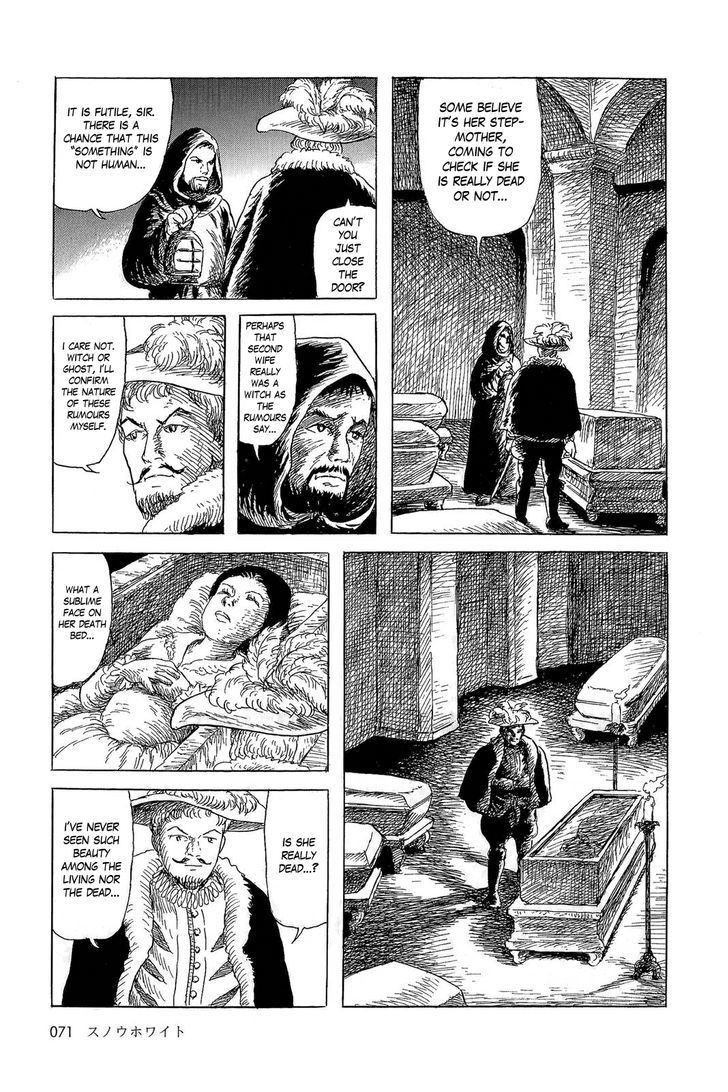 SOME BELIEVE
IT'S HER STEP-
MOTHER,
COMING TO
CHECK IF SHE
IS REALLY DEAD
OR NOT...
IT IS FUTILE, SIR.
THERE IS A
CHANCE THAT THIS
"SOMETHING" IS
NOT HUMAN...
CAN'T
YOU
JUST
CLOSE
THE
DOOR?
PERHAPS
THAT
SECOND
WIFE
REALLY
WAS A
WITCH AS
THE
RUMOURS
SAY...
I CARE NOT.
WITCH OR
GHOST, I'LL
CONFIRM
THE NATURE
OF THESE
RUMOURS
MYSELF.
WHAT A
SUBLIME
FACE ON
HER DEATH
BED...
IS SHE
REALLY
DEAD...?
I'VE NEVER
SEEN SUCH
BEAUTY
AMONG THE
LIVING NOR
THE DEAD...
071 スノウホワイト